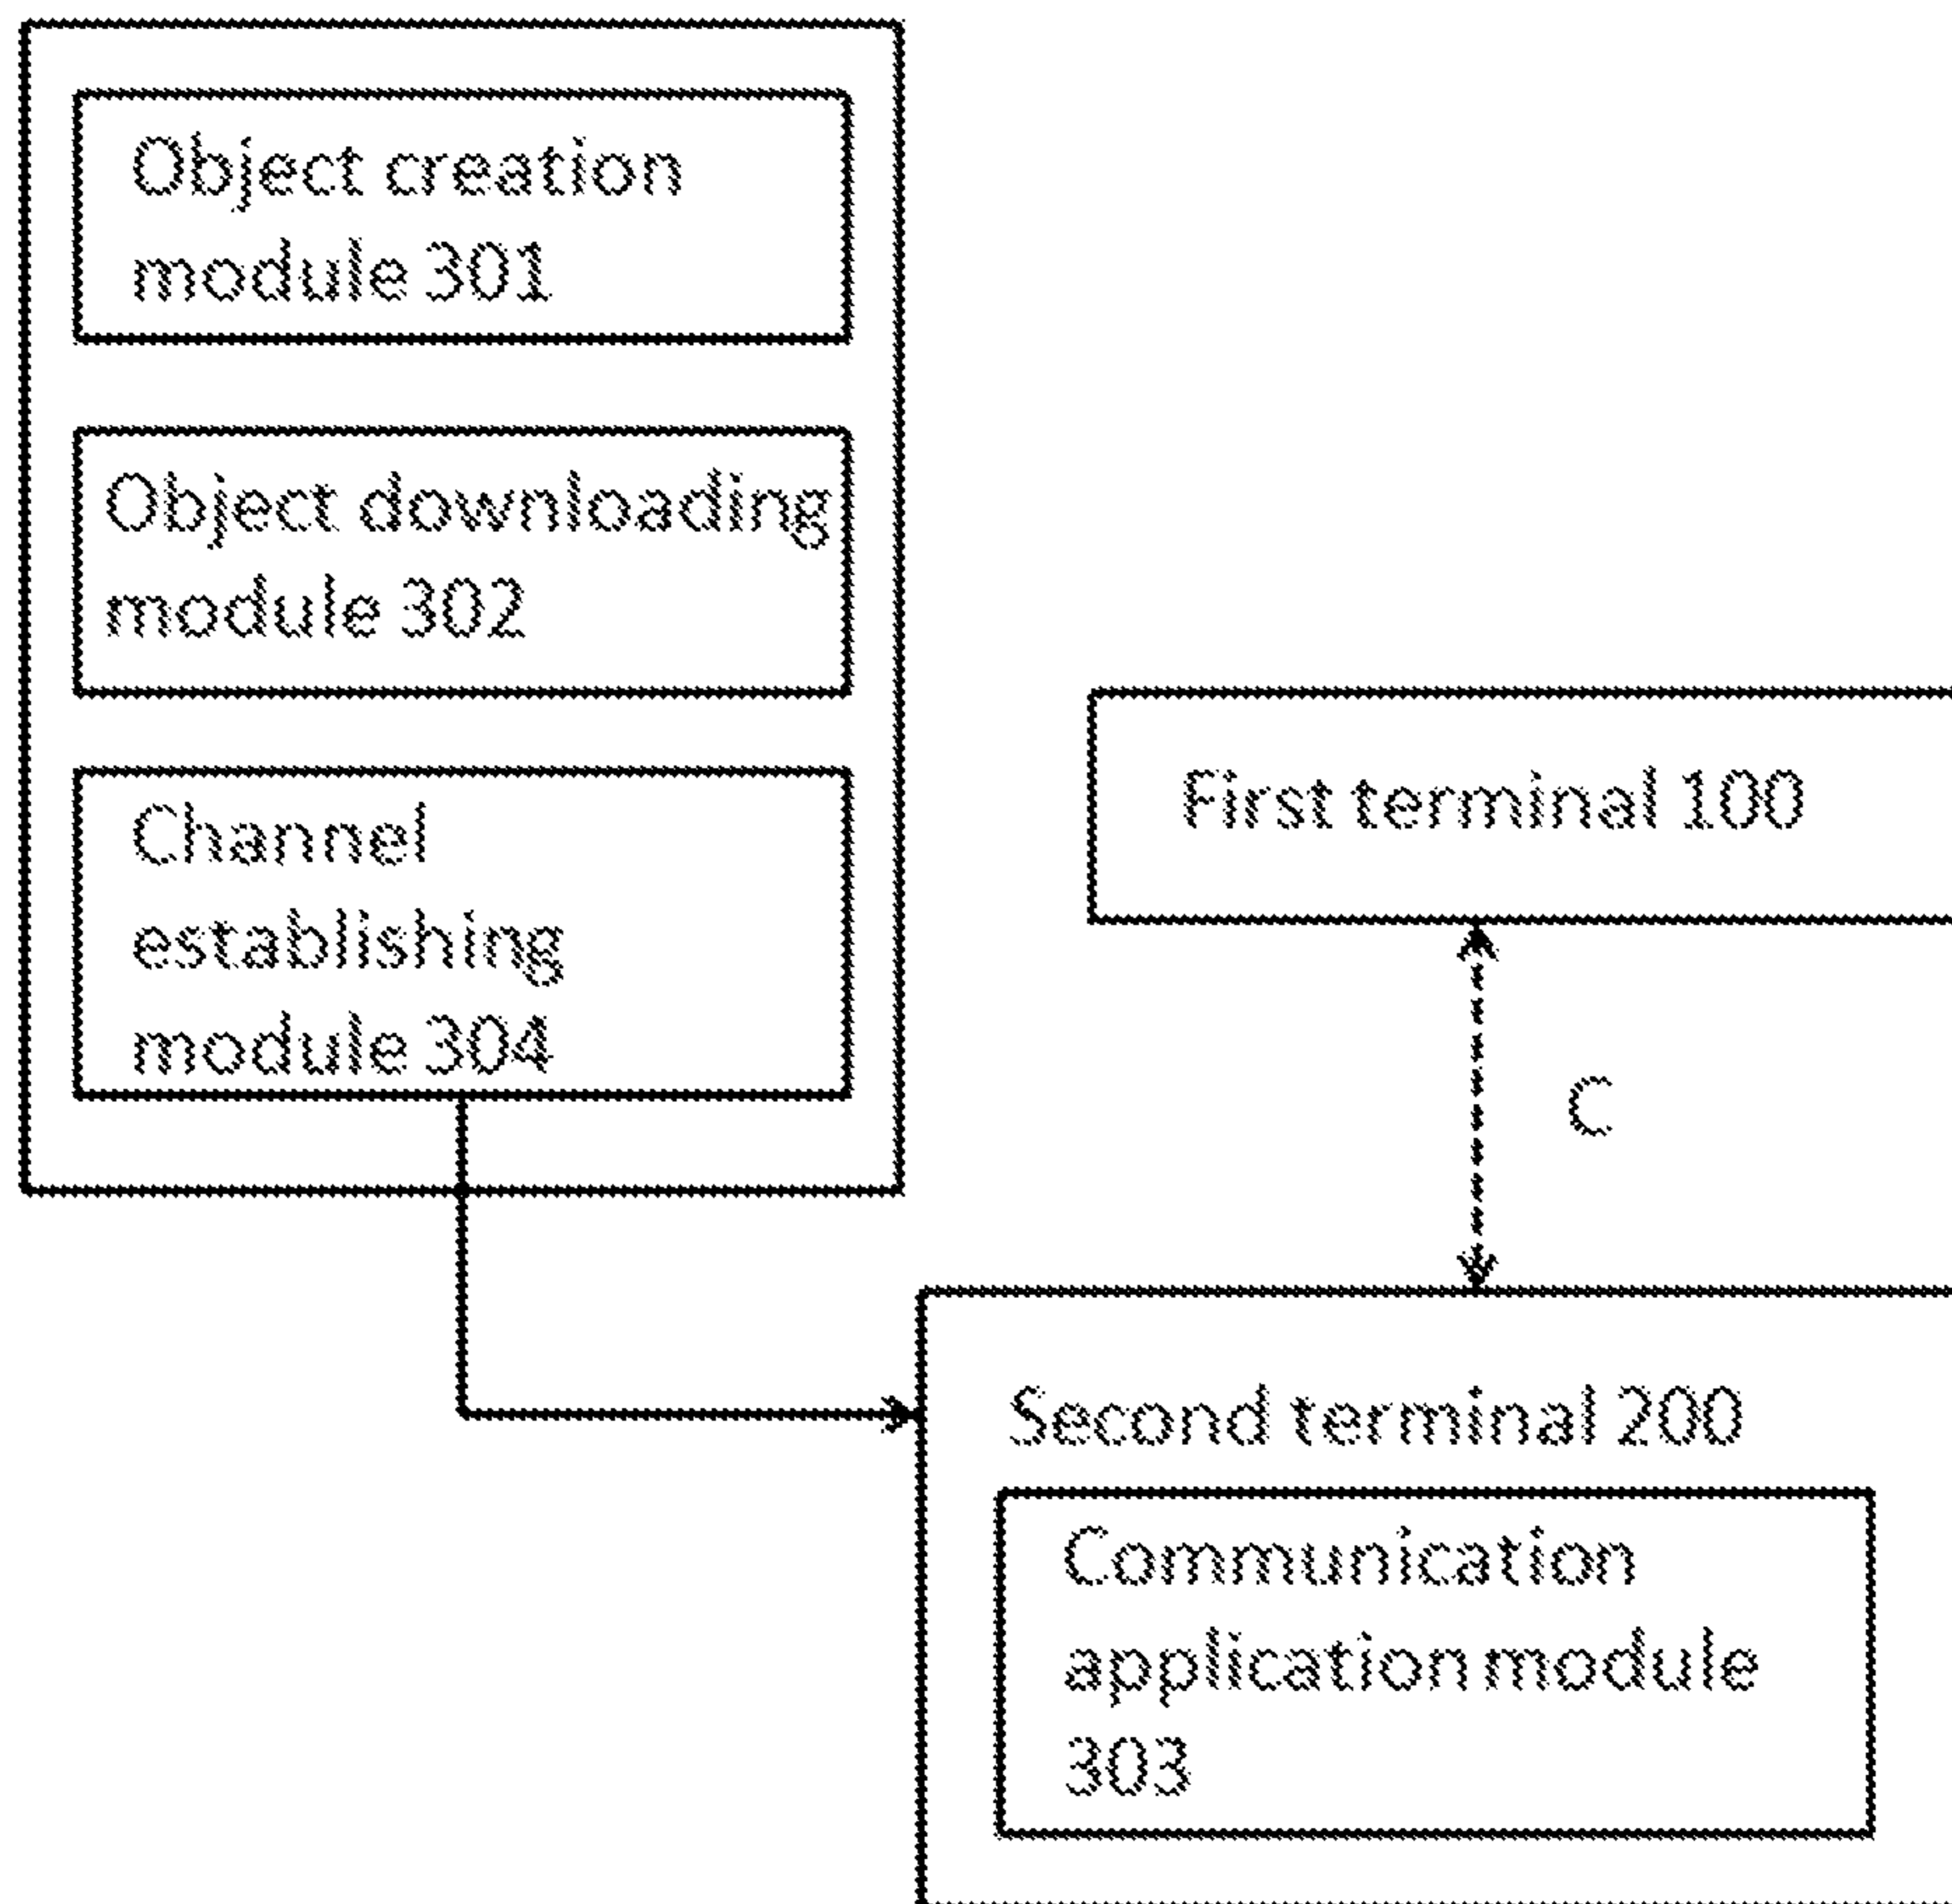 Object creation
module 301
Object downloading
module 302
Channel
establishing
module 304
First terminal 100
C
Second terminal 200
Communication
application module
303